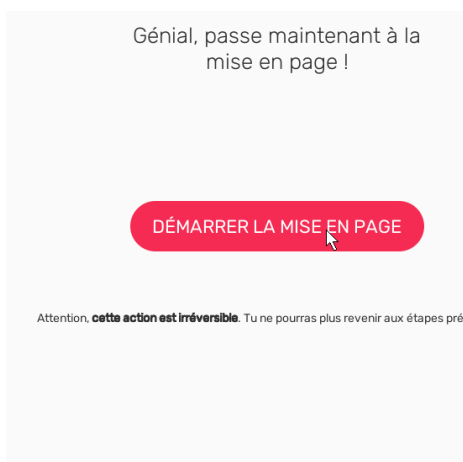 Génial, passe maintenant à la
mise en page !
DÉMARRER LA MISE EN PAGE
Attention, cette action est irréversible. Tu ne pourras plus revenir aux étapes pré